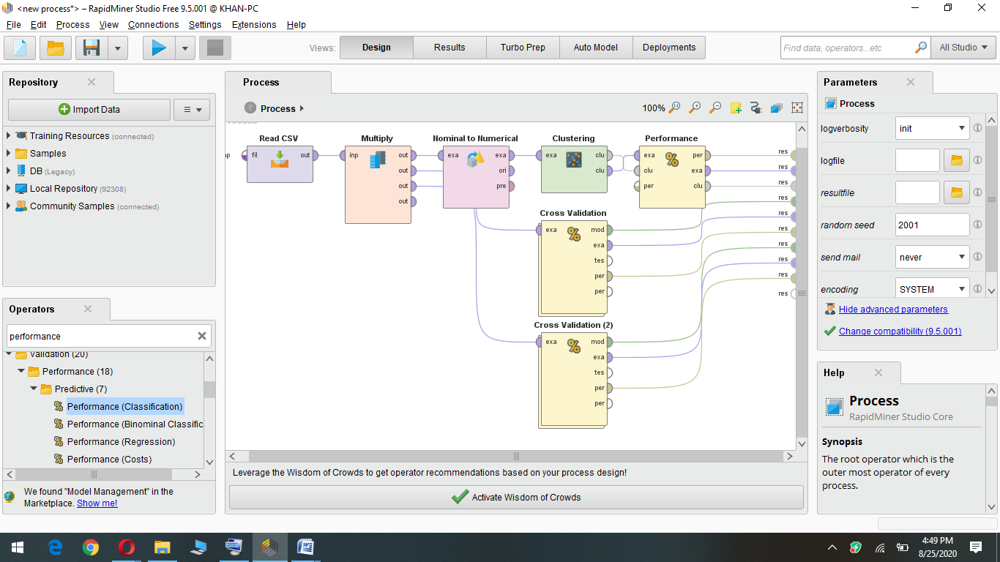 <new process*> – RapidMiner Studio Free 9.5.001 @ KHAN-PC
File Edit Process View Connections Settings Extensions Help
Views: Design Results Turbo Prep Auto Model Deployments
Find data, operators...etc
All Studio
Repository
Import Data
Training Resources (connected)
Samples
DB (Legacy)
Local Repository (92308)
Community Samples (connected)
Operators
performance
Validation (20)
Performance (18)
Predictive (7)
Performance (Classification)
Performance (Binominal Classific
Performance (Regression)
Performance (Costs)
We found "Model Management" in the
Marketplace. Show me!
Process
Process
100%
Read CSV
fil out
Multiply
inp out
out
out
out
Nominal to Numerical
exa exa
ori
pre
Clustering
exa clu
clu
Performance
exa per
clu exa
per clu
Cross Validation
exa mod
exa
tes
per
per
Cross Validation (2)
exa mod
exa
tes
per
per
res
res
res
res
res
res
res
res
res
res
Leverage the Wisdom of Crowds to get operator recommendations based on your process design!
Activate Wisdom of Crowds
Parameters
Process
logverbosity init
logfile
resultfile
random seed 2001
send mail never
encoding SYSTEM
Hide advanced parameters
Change compatibility (9.5.001)
Help
Process
RapidMiner Studio Core
Synopsis
The root operator which is the
outer most operator of every
process.
4:49 PM
8/25/2020